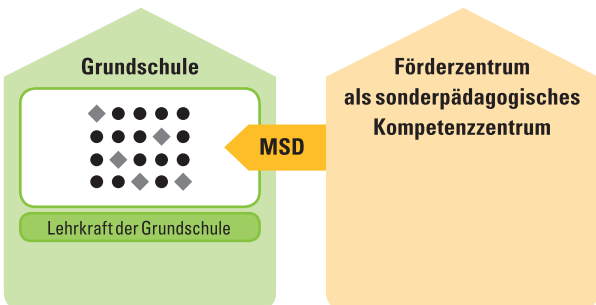 Grundschule
Lehrkraft der Grundschule
MSD
Förderzentrum
als sonderpädagogisches
Kompetenzzentrum